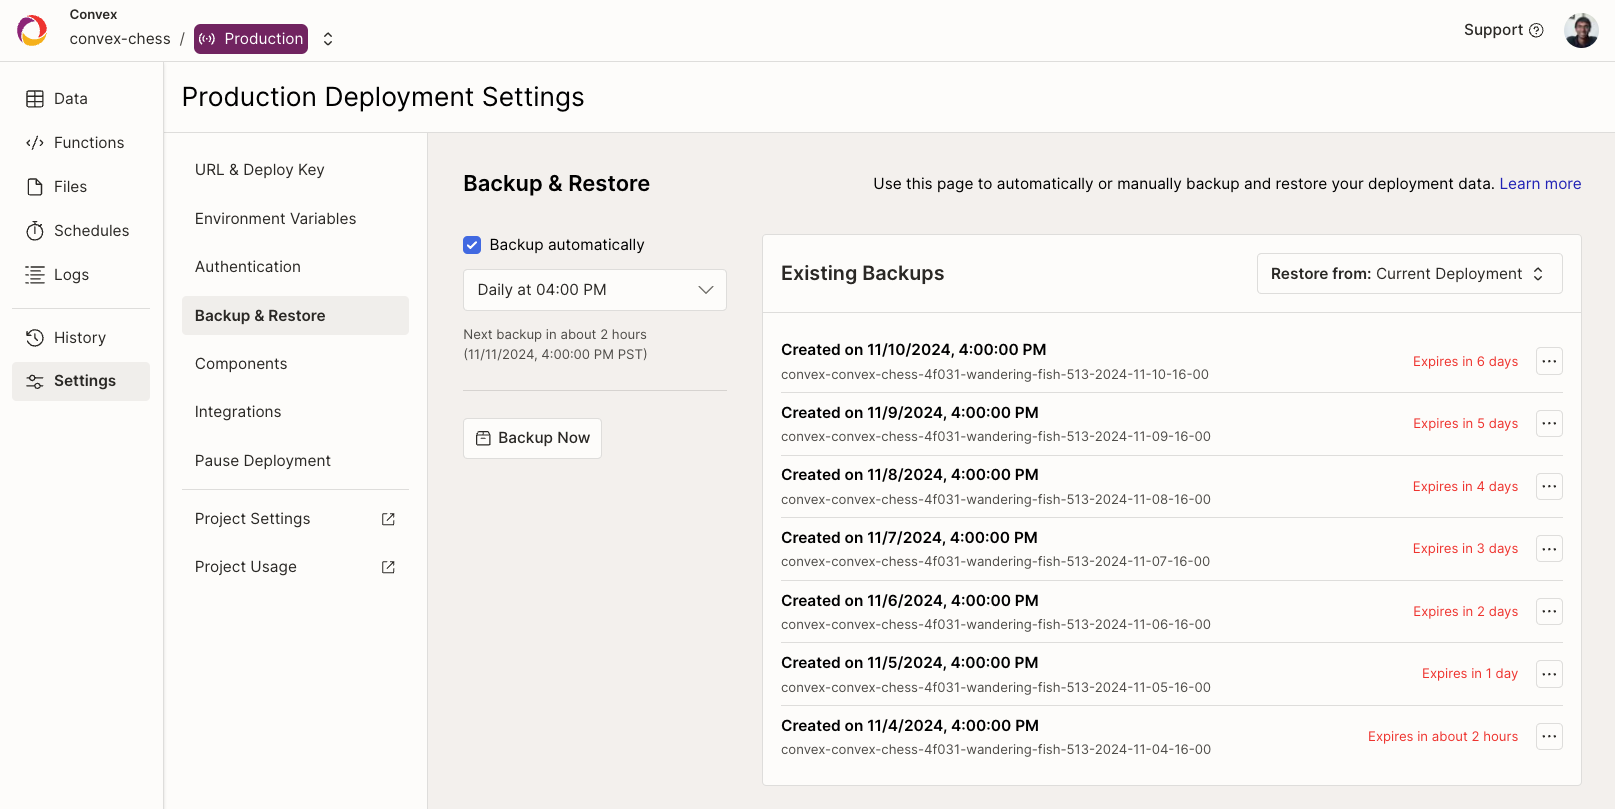 Convex
convex-chess / Production
Support
Data
Functions
Files
Schedules
Logs
History
Settings
Production Deployment Settings
URL & Deploy Key
Environment Variables
Authentication
Backup & Restore
Components
Integrations
Pause Deployment
Project Settings
Project Usage
Backup & Restore
Use this page to automatically or manually backup and restore your deployment data. Learn more
Backup automatically
Daily at 04:00 PM
Next backup in about 2 hours
(11/11/2024, 4:00:00 PM PST)
Backup Now
Existing Backups
Restore from: Current Deployment
Created on 11/10/2024, 4:00:00 PM
convex-convex-chess-4f031-wandering-fish-513-2024-11-10-16-00
Expires in 6 days
Created on 11/9/2024, 4:00:00 PM
convex-convex-chess-4f031-wandering-fish-513-2024-11-09-16-00
Expires in 5 days
Created on 11/8/2024, 4:00:00 PM
convex-convex-chess-4f031-wandering-fish-513-2024-11-08-16-00
Expires in 4 days
Created on 11/7/2024, 4:00:00 PM
convex-convex-chess-4f031-wandering-fish-513-2024-11-07-16-00
Expires in 3 days
Created on 11/6/2024, 4:00:00 PM
convex-convex-chess-4f031-wandering-fish-513-2024-11-06-16-00
Expires in 2 days
Created on 11/5/2024, 4:00:00 PM
convex-convex-chess-4f031-wandering-fish-513-2024-11-05-16-00
Expires in 1 day
Created on 11/4/2024, 4:00:00 PM
convex-convex-chess-4f031-wandering-fish-513-2024-11-04-16-00
Expires in about 2 hours